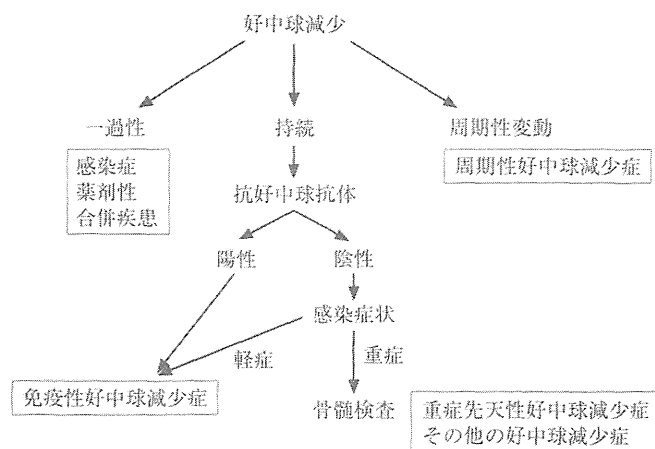 好中球減少
一過性
持続
周期性変動
感染症
薬剤性
合併疾患
周期性好中球減少症
抗好中球抗体
陽性
陰性
感染症状
軽症
重症
免疫性好中球減少症
骨髄検査
重症先天性好中球減少症
その他の好中球減少症